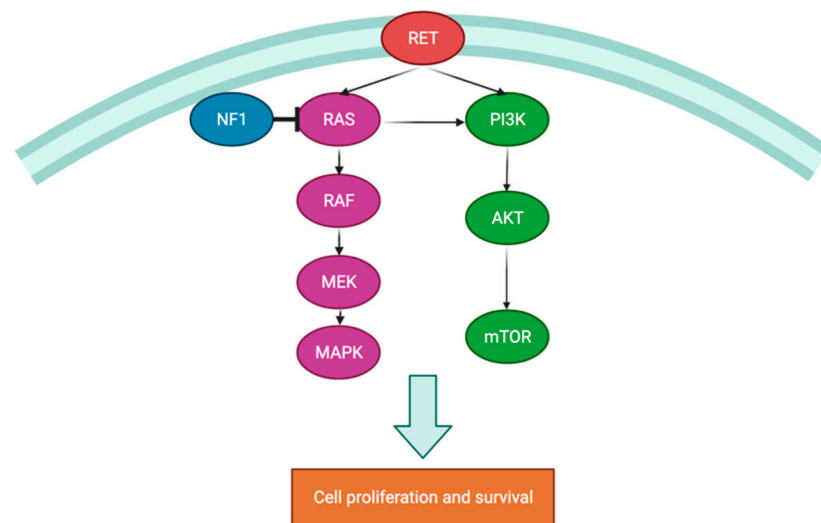 RET
NF1
RAS
PI3K
RAF
AKT
MEK
mTOR
MAPK
Cell proliferation and survival